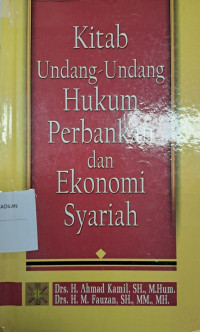 Kitab
Undang-Undang
Hukum
Perbankan
dan
Ekonomi
Syariah
Drs. H. Ahmad Kamil, SH., M.Hum.
Drs. H. M. Fauzan, SH., MM., MH.